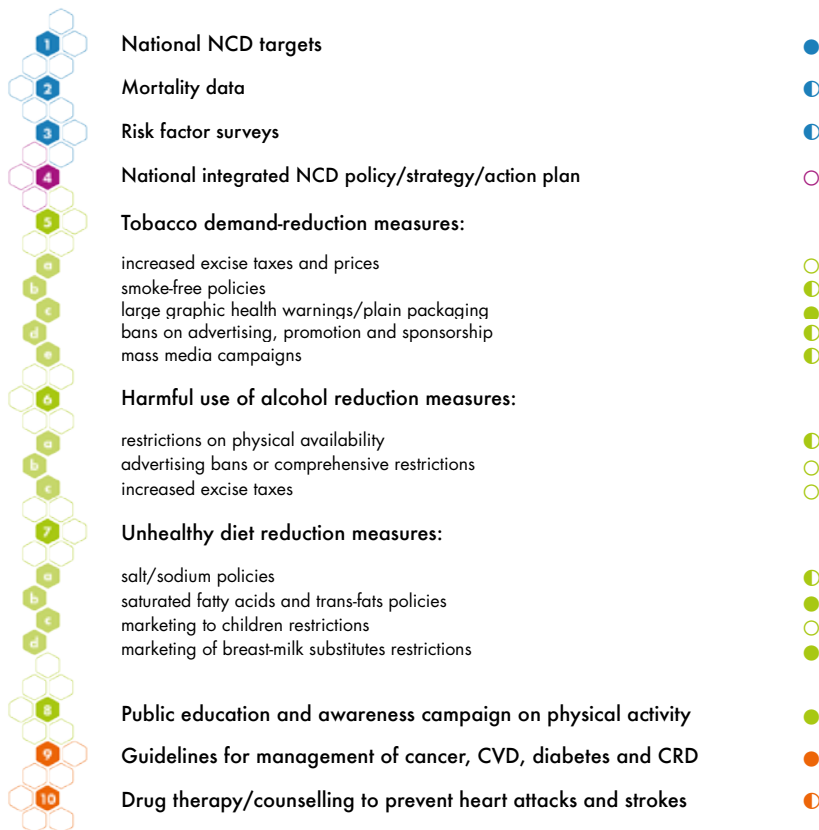 1 National NCD targets
2 Mortality data
3 Risk factor surveys
4 National integrated NCD policy/strategy/action plan
5 Tobacco demand-reduction measures:
a increased excise taxes and prices
b smoke-free policies
c large graphic health warnings/plain packaging
d bans on advertising, promotion and sponsorship
e mass media campaigns
6 Harmful use of alcohol reduction measures:
a restrictions on physical availability
b advertising bans or comprehensive restrictions
c increased excise taxes
7 Unhealthy diet reduction measures:
a salt/sodium policies
b saturated fatty acids and trans-fats policies
c marketing to children restrictions
d marketing of breast-milk substitutes restrictions
8 Public education and awareness campaign on physical activity
9 Guidelines for management of cancer, CVD, diabetes and CRD
10 Drug therapy/counselling to prevent heart attacks and strokes